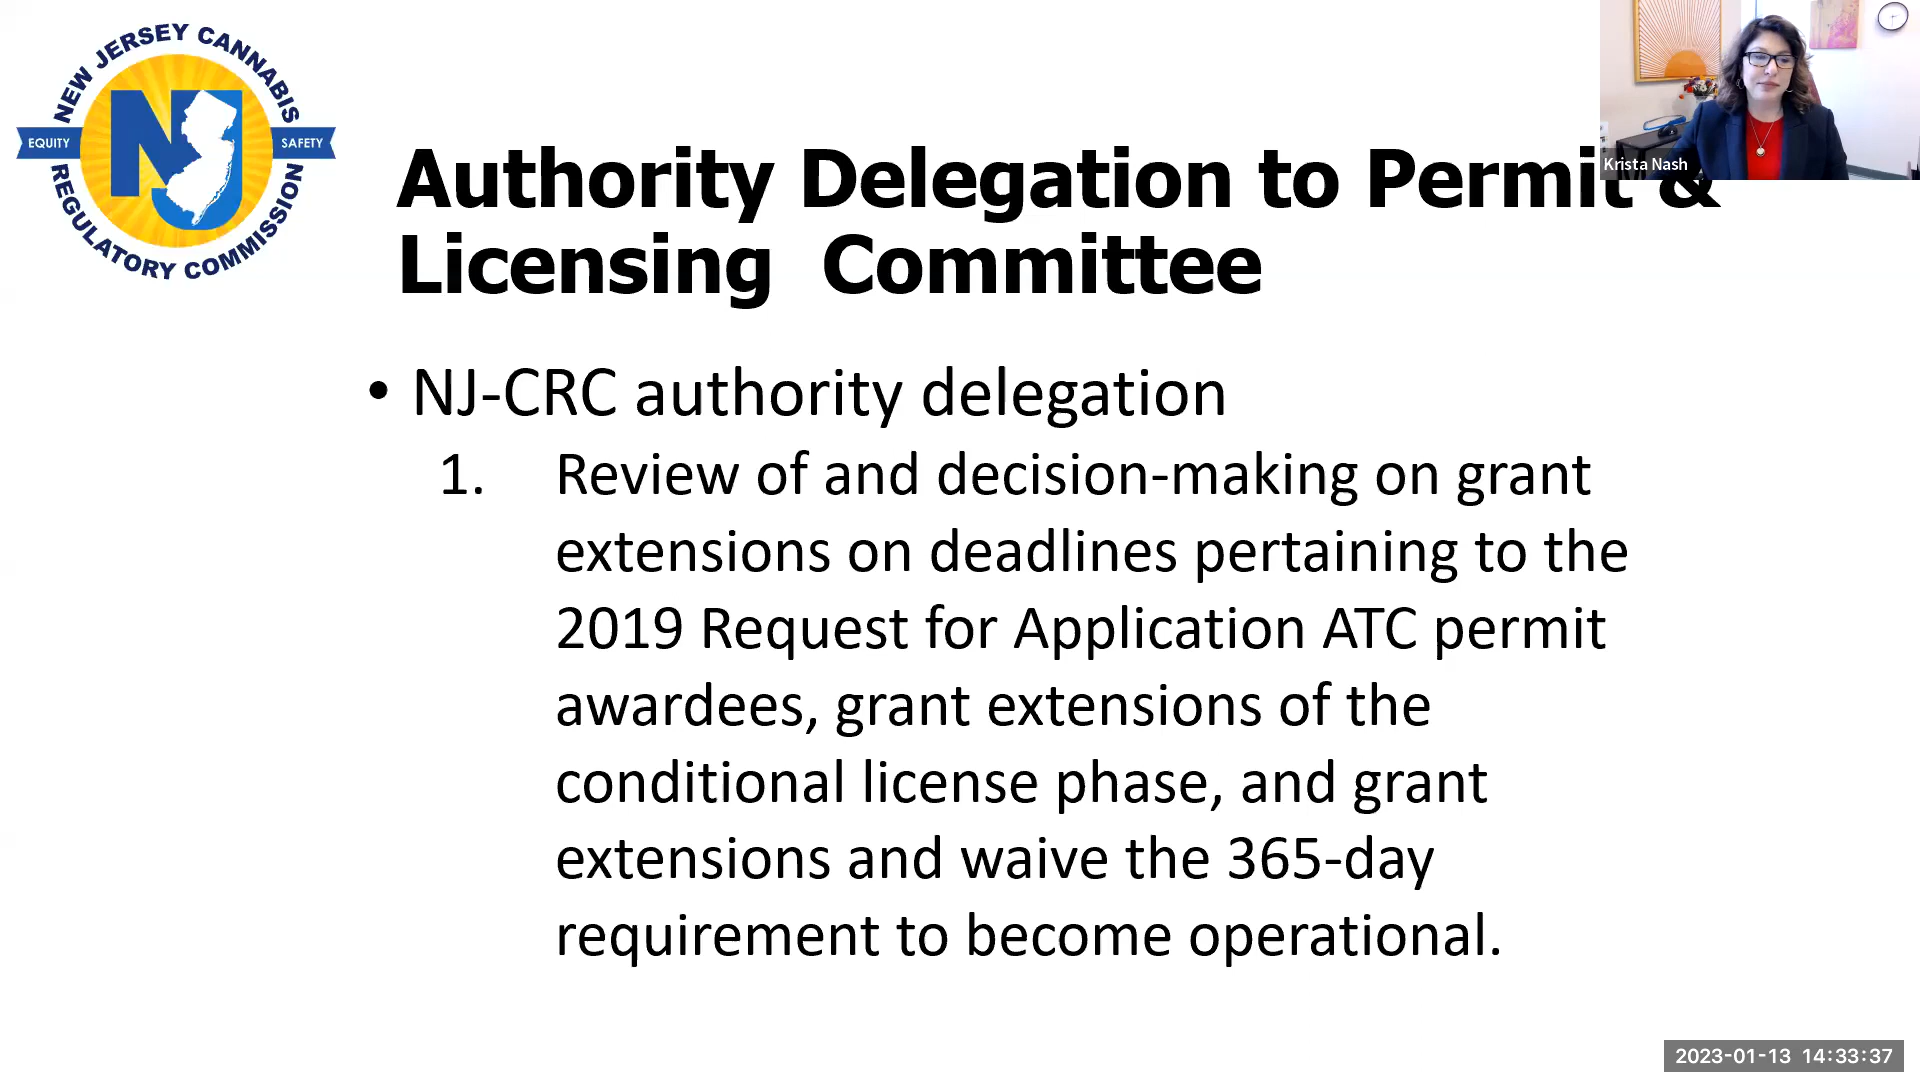 NEW JERSEY CANNABIS
EQUITY
NJ
SAFETY
REGULATORY COMMISSION
Krista Nash
Authority Delegation to Permit &
Licensing  Committee
• NJ-CRC authority delegation
1. Review of and decision-making on grant
extensions on deadlines pertaining to the
2019 Request for Application ATC permit
awardees, grant extensions of the
conditional license phase, and grant
extensions and waive the 365-day
requirement to become operational.
2023-01-13 14:33:37